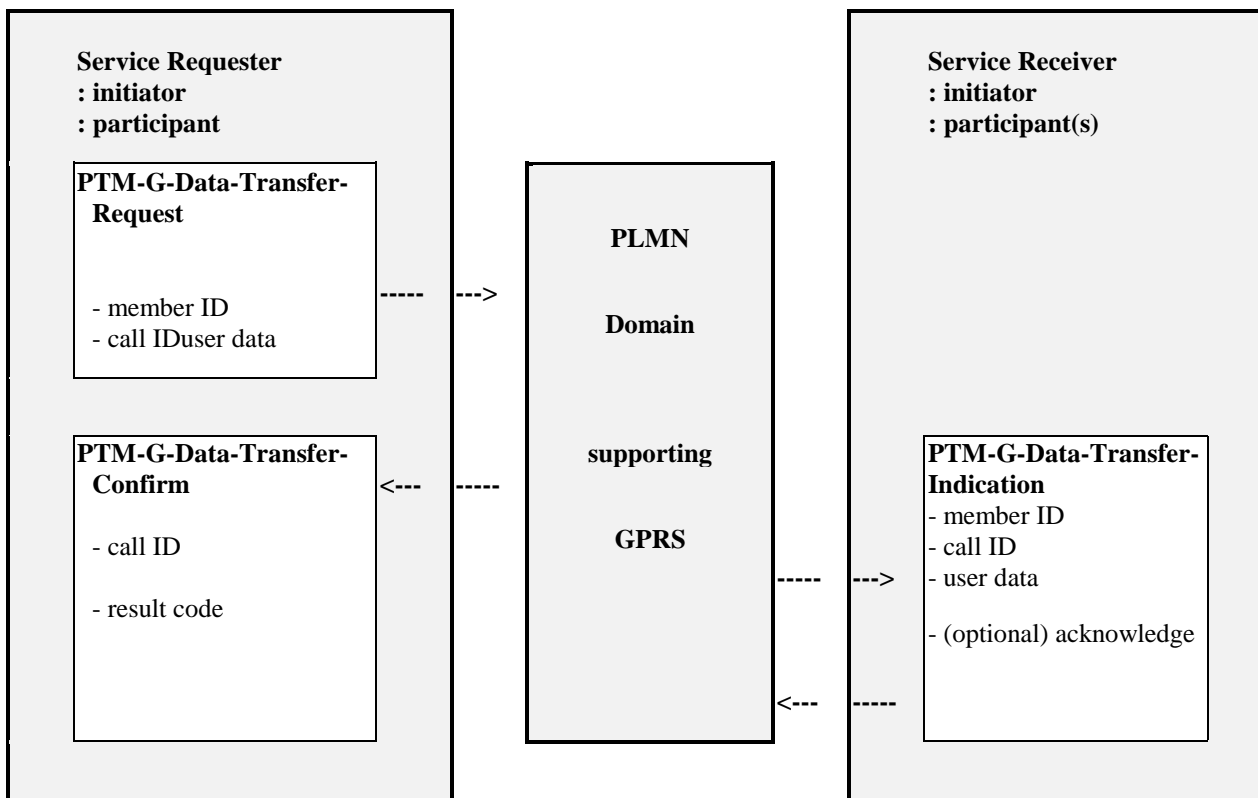 Service Requester
: initiator
: participant
PTM-G-Data-Transfer-
Request
- member ID
- call IDuser data
----- --->
PTM-G-Data-Transfer-
Confirm
- call ID
- result code
<--- -----
PLMN
Domain
supporting
GPRS
----- --->
<--- -----
Service Receiver
: initiator
: participant(s)
PTM-G-Data-Transfer-
Indication
- member ID
- call ID
- user data
- (optional) acknowledge